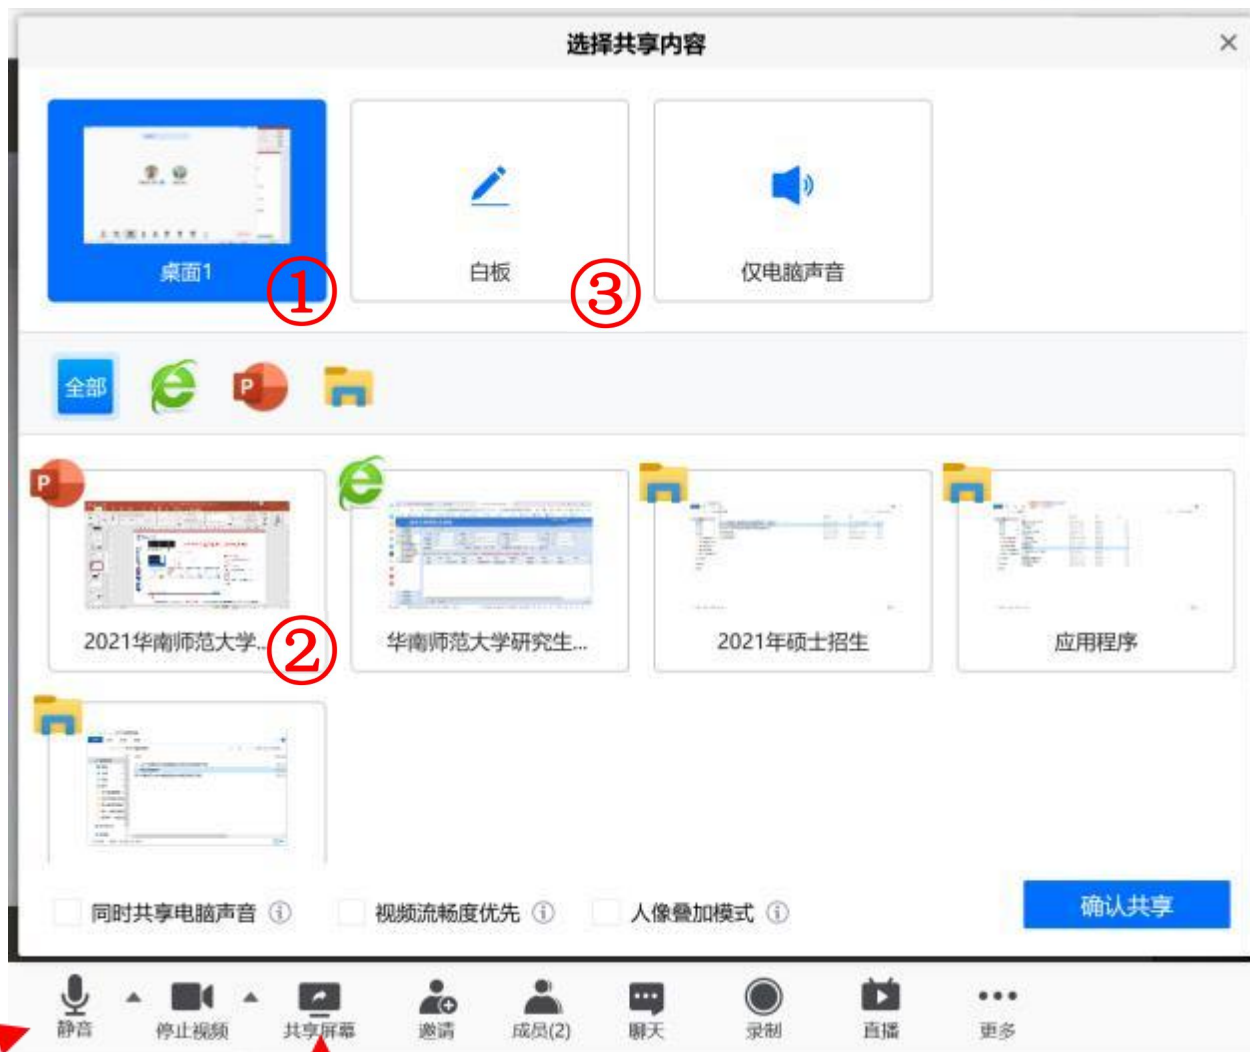 选择共享内容
桌面1
①
白板
③
仅电脑声音
全部
P
P
2021华南师范大学...
②
华南师范大学研究生...
2021年硕士招生
应用程序
同时共享电脑声音
视频流畅度优先
人像叠加模式
确认共享
静音
停止视频
共享屏幕
邀请
成员(2)
聊天
录制
直播
更多